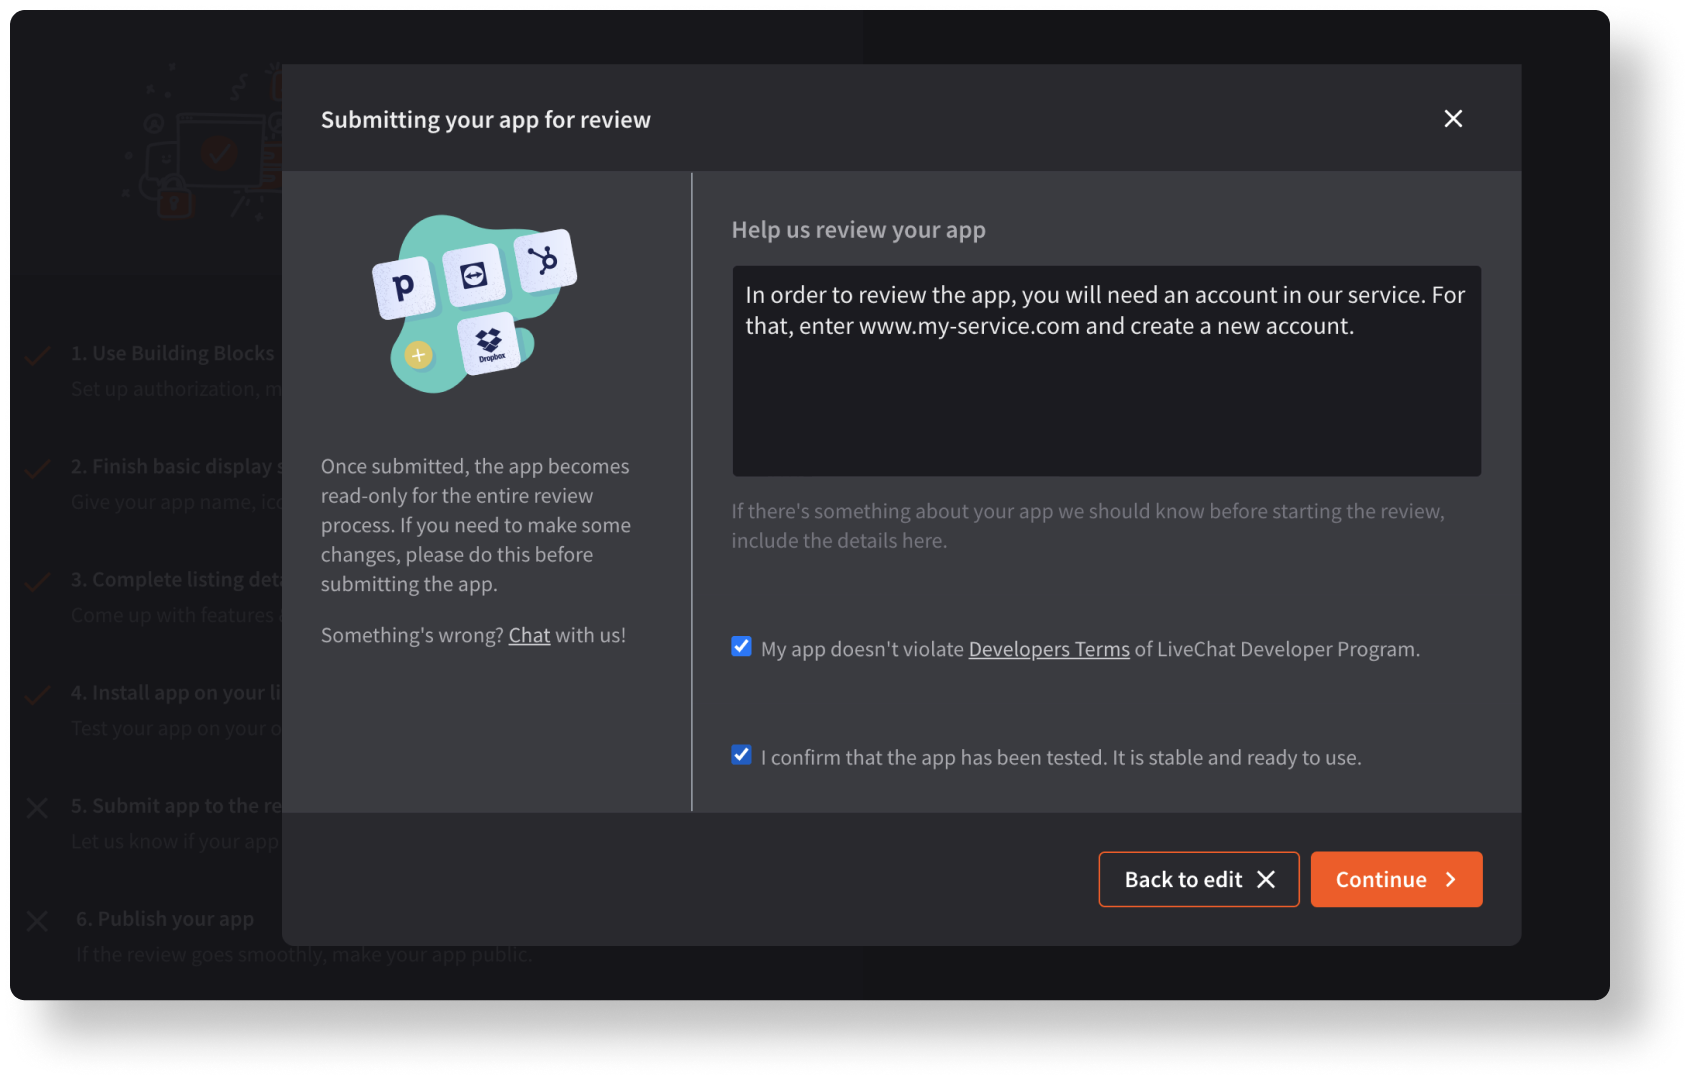 Submitting your app for review
p
Dropbox
Once submitted, the app becomes
read-only for the entire review
process. If you need to make some
changes, please do this before
submitting the app.
Something's wrong? Chat with us!
Help us review your app
In order to review the app, you will need an account in our service. For
that, enter www.my-service.com and create a new account.
If there's something about your app we should know before starting the review,
include the details here.
My app doesn't violate Developers Terms of LiveChat Developer Program.
I confirm that the app has been tested. It is stable and ready to use.
Back to edit
Continue
1. Use Building Blocks
Set up authorization, m
2. Finish basic display s
Give your app name, ico
3. Complete listing deta
Come up with features
4. Install app on your li
Test your app on your o
5. Submit app to the re
Let us know if your app
6. Publish your app
If the review goes smoothly, make your app public.